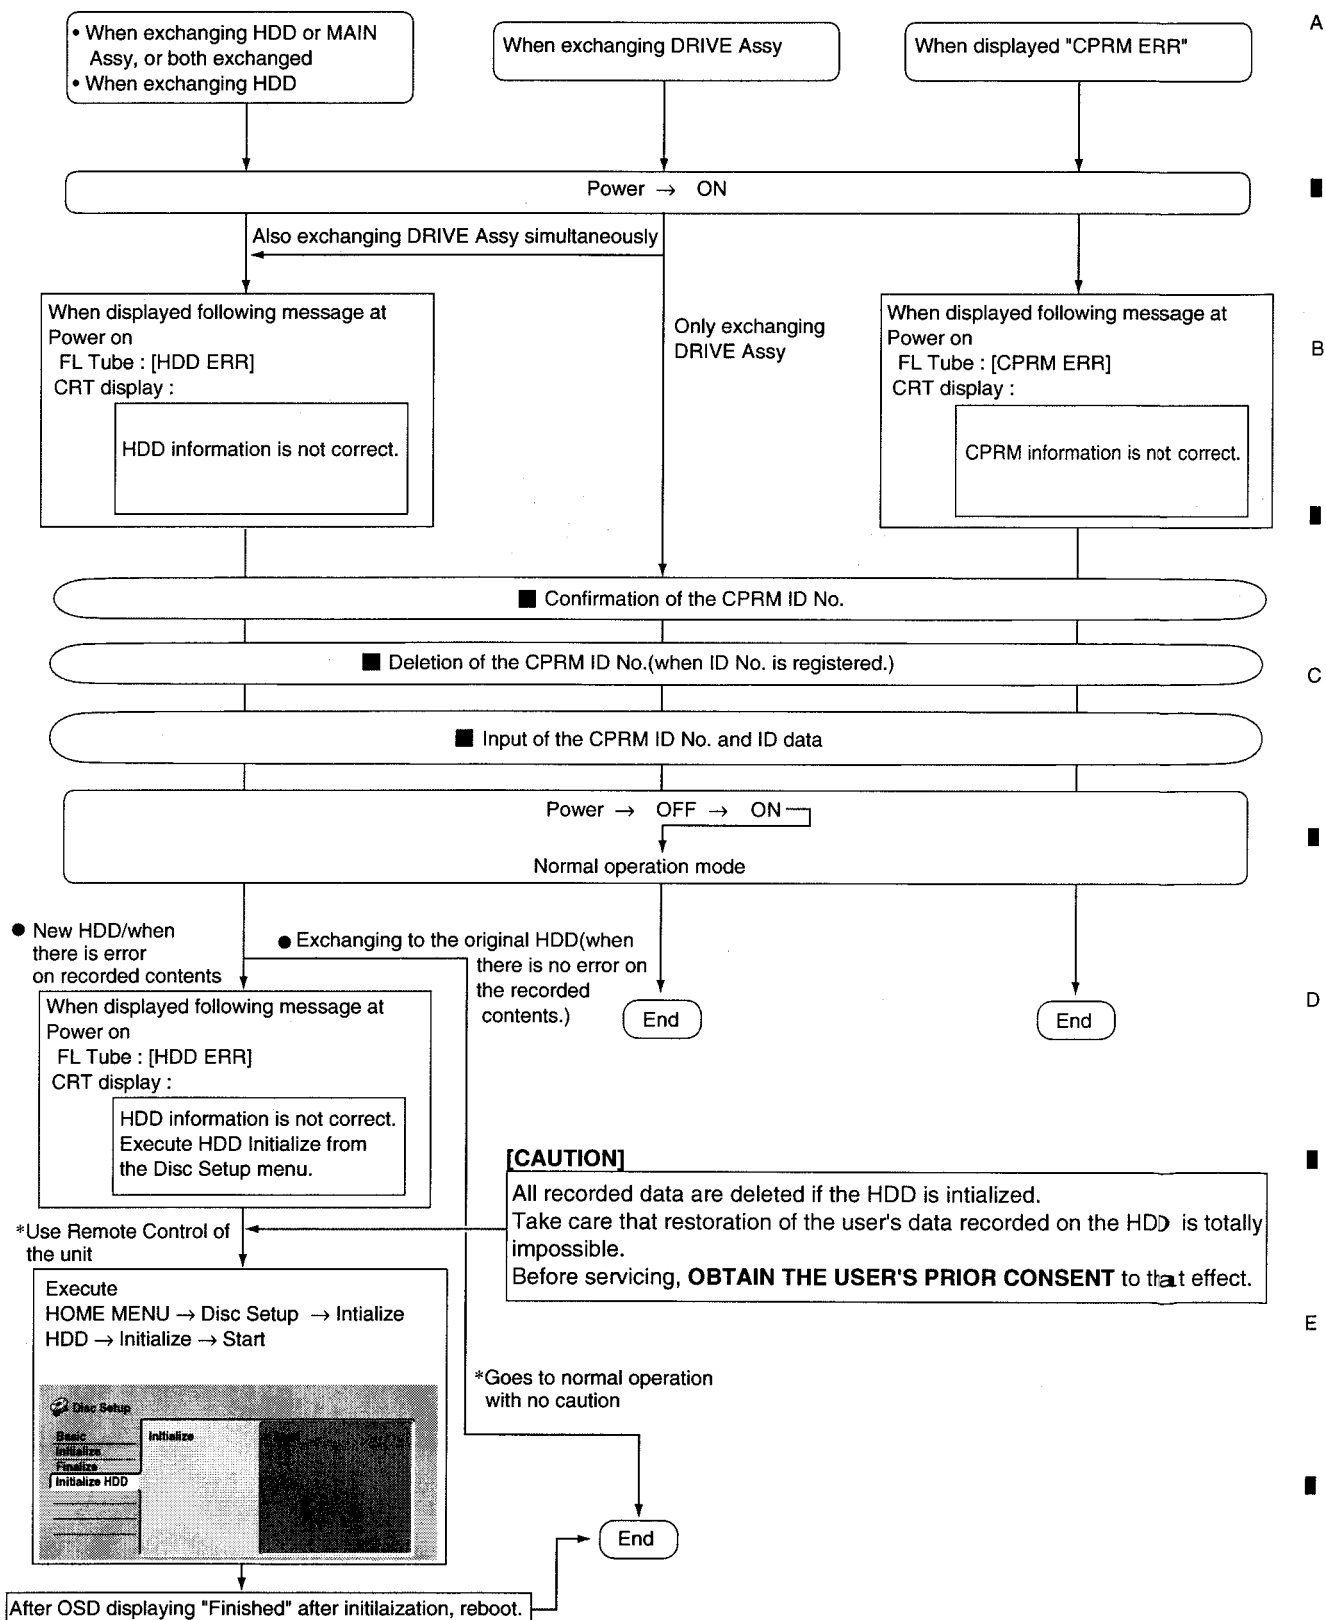 • When exchanging HDD or MAIN
Assy, or both exchanged
• When exchanging HDD
When exchanging DRIVE Assy
When displayed "CPRM ERR"
A
Power → ON
Also exchanging DRIVE Assy simultaneously
When displayed following message at
Power on
FL Tube : [HDD ERR]
CRT display :
HDD information is not correct.
Only exchanging
DRIVE Assy
When displayed following message at
Power on
FL Tube : [CPRM ERR]
CRT display :
CPRM information is not correct.
B
■ Confirmation of the CPRM ID No.
■ Deletion of the CPRM ID No.(when ID No. is registered.)
C
■ Input of the CPRM ID No. and ID data
Power → OFF → ON
Normal operation mode
● New HDD/when
there is error
on recorded contents
● Exchanging to the original HDD(when
there is no error on
the recorded
contents.)
End
End
D
When displayed following message at
Power on
FL Tube : [HDD ERR]
CRT display :
HDD information is not correct.
Execute HDD Initialize from
the Disc Setup menu.
[CAUTION]
All recorded data are deleted if the HDD is intialized.
Take care that restoration of the user's data recorded on the HDD is totally
impossible.
Before servicing, OBTAIN THE USER'S PRIOR CONSENT to that effect.
*Use Remote Control of
the unit
Execute
HOME MENU → Disc Setup → Intialize
HDD → Initialize → Start
E
*Goes to normal operation
with no caution
Disc Setup
Basic
Initialize
Finalize
Initialize HDD
Initialize
End
After OSD displaying "Finished" after initilaization, reboot.